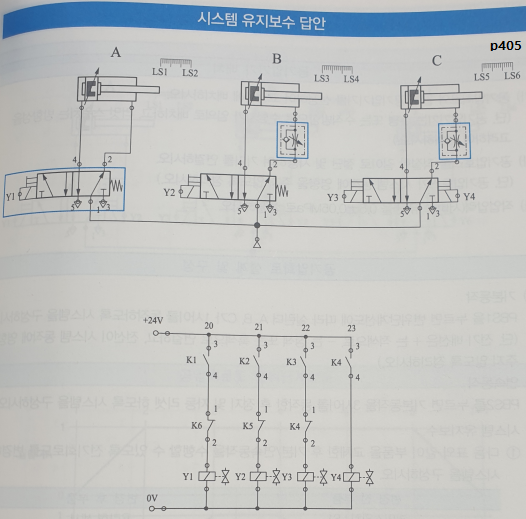 시스템 유지보수 답안
p405
A
B
C
LS1 LS2
LS3 LS4
LS5 LS6
4 2
4 2
4 2
Y1
Y2
Y3
Y4
5 1 3
5 1 3
5 1 3
+24V
20 21 22 23
3 3 3 3
K1 K2 K3 K4
4 4 4 4
1 1 1
K6 K5 K4
2 2 2
Y1 Y2 Y3 Y4
0V